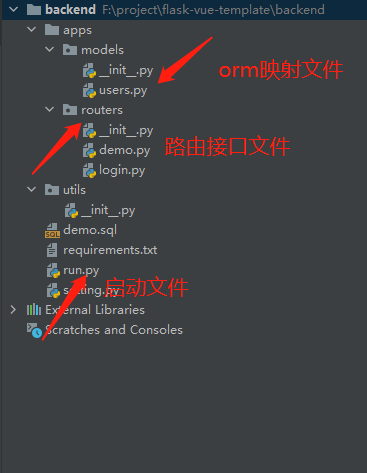 backend F:\project\flask-vue-template\backend
apps
models
__init__.py
users.py
orm映射文件
routers
__init__.py
demo.py
路由接口文件
login.py
utils
__init__.py
demo.sql
requirements.txt
run.py
启动文件
setting.py
External Libraries
Scratches and Consoles